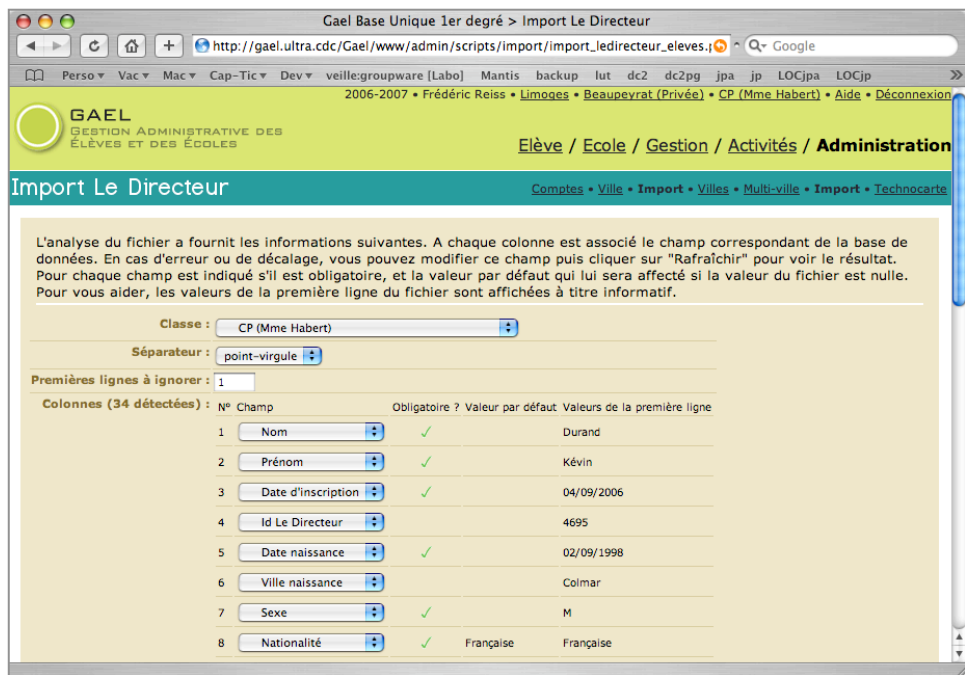 Gael Base Unique 1er degré > Import Le Directeur
http://gael.ultra.cdc/Gael/www/admin/scripts/import/import_ledirecteur_eleves.p
Google
Perso Vac Mac Cap-Tic Dev veille:groupware [Labo] Mantis backup lut dc2 dc2pg jpa jp LOCjpa LOCjp »
2006-2007 • Frédéric Reiss • Limoges • Beaupeyrat (Privée) • CP (Mme Habert) • Aide • Déconnexion
GAEL
GESTION ADMINISTRATIVE DES
ÉLÈVES ET DES ÉCOLES
Elève / Ecole / Gestion / Activités / Administration
Import Le Directeur
Comptes • Ville • Import • Villes • Multi-ville • Import • Technocarte
L'analyse du fichier a fournit les informations suivantes. A chaque colonne est associé le champ correspondant de la base de
données. En cas d'erreur ou de décalage, vous pouvez modifier ce champ puis cliquer sur "Rafraîchir" pour voir le résultat.
Pour chaque champ est indiqué s'il est obligatoire, et la valeur par défaut qui lui sera affecté si la valeur du fichier est nulle.
Pour vous aider, les valeurs de la première ligne du fichier sont affichées à titre informatif.
Classe : CP (Mme Habert)
Séparateur : point-virgule
Premières lignes à ignorer : 1
Colonnes (34 détectées) : N° Champ Obligatoire ? Valeur par défaut Valeurs de la première ligne
1 Nom ✓ Durand
2 Prénom ✓ Kévin
3 Date d'inscription ✓ 04/09/2006
4 Id Le Directeur 4695
5 Date naissance ✓ 02/09/1998
6 Ville naissance Colmar
7 Sexe ✓ M
8 Nationalité ✓ Française Française